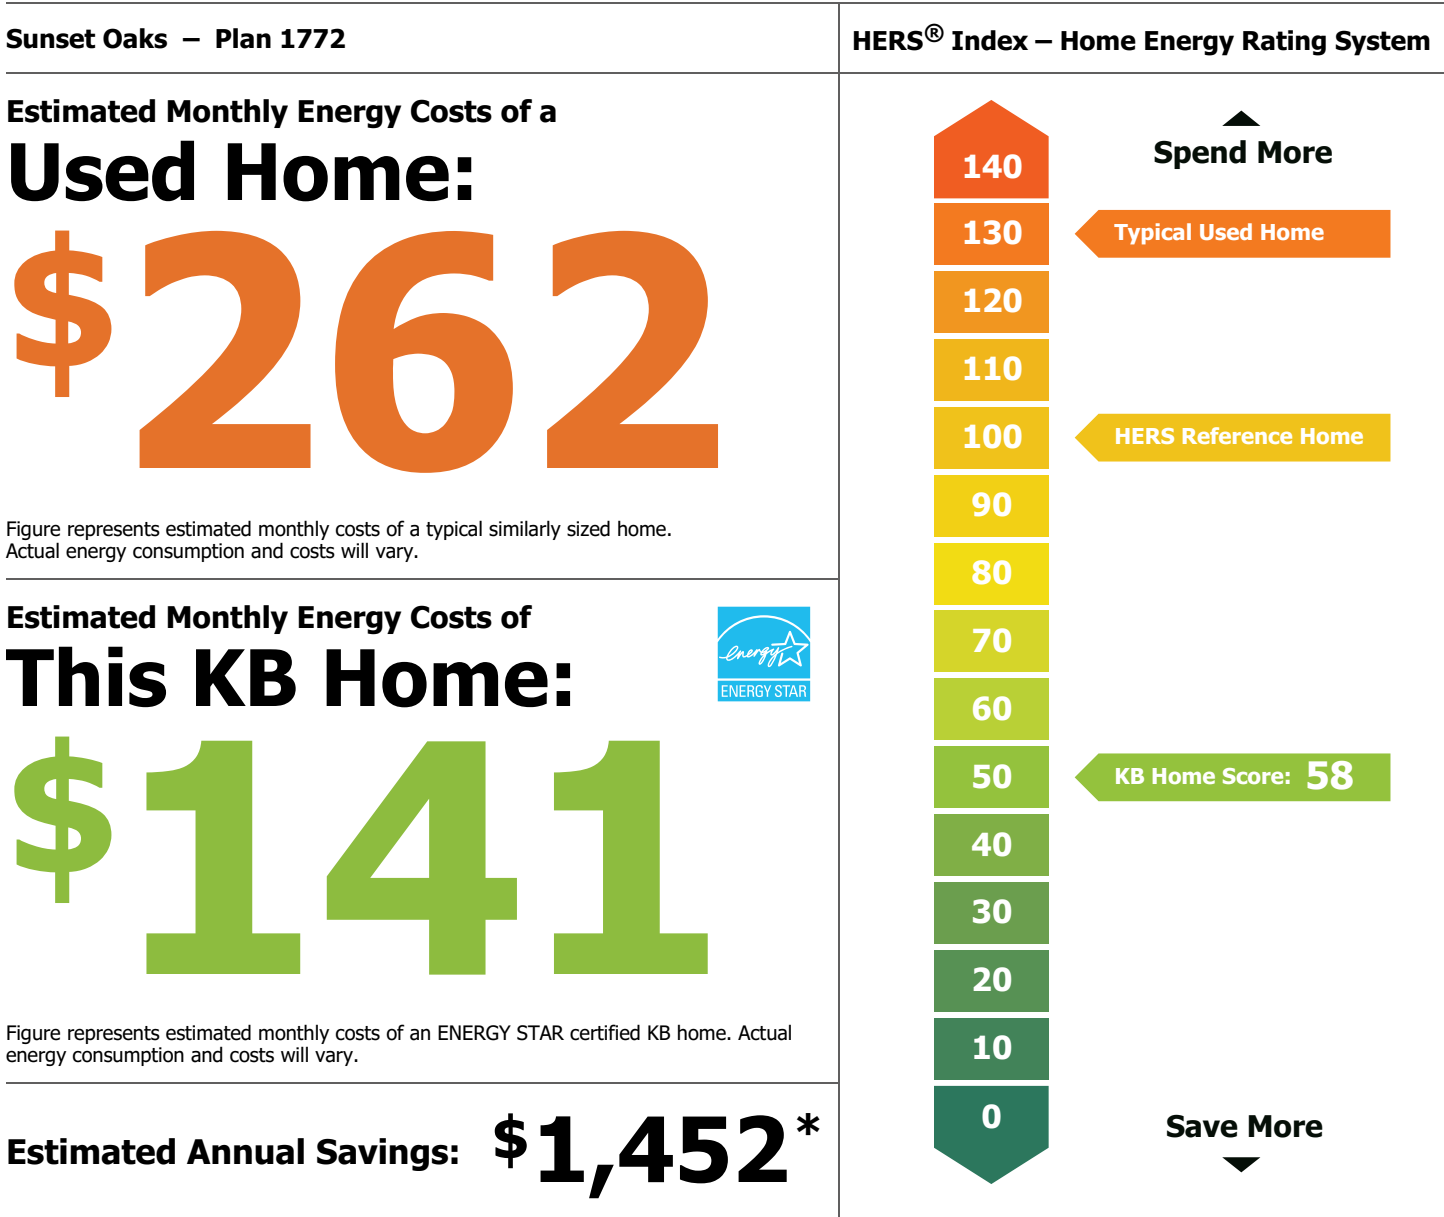 Sunset Oaks – Plan 1772
Estimated Monthly Energy Costs of a
Used Home:
$262
Figure represents estimated monthly costs of a typical similarly sized home.
Actual energy consumption and costs will vary.
Estimated Monthly Energy Costs of
This KB Home:
energy
ENERGY STAR
$141
Figure represents estimated monthly costs of an ENERGY STAR certified KB home. Actual
energy consumption and costs will vary.
Estimated Annual Savings: $1,452*
HERS® Index – Home Energy Rating System
Spend More
140
130 Typical Used Home
120
110
100 HERS Reference Home
90
80
70
60
50 KB Home Score: 58
40
30
20
10
0
Save More